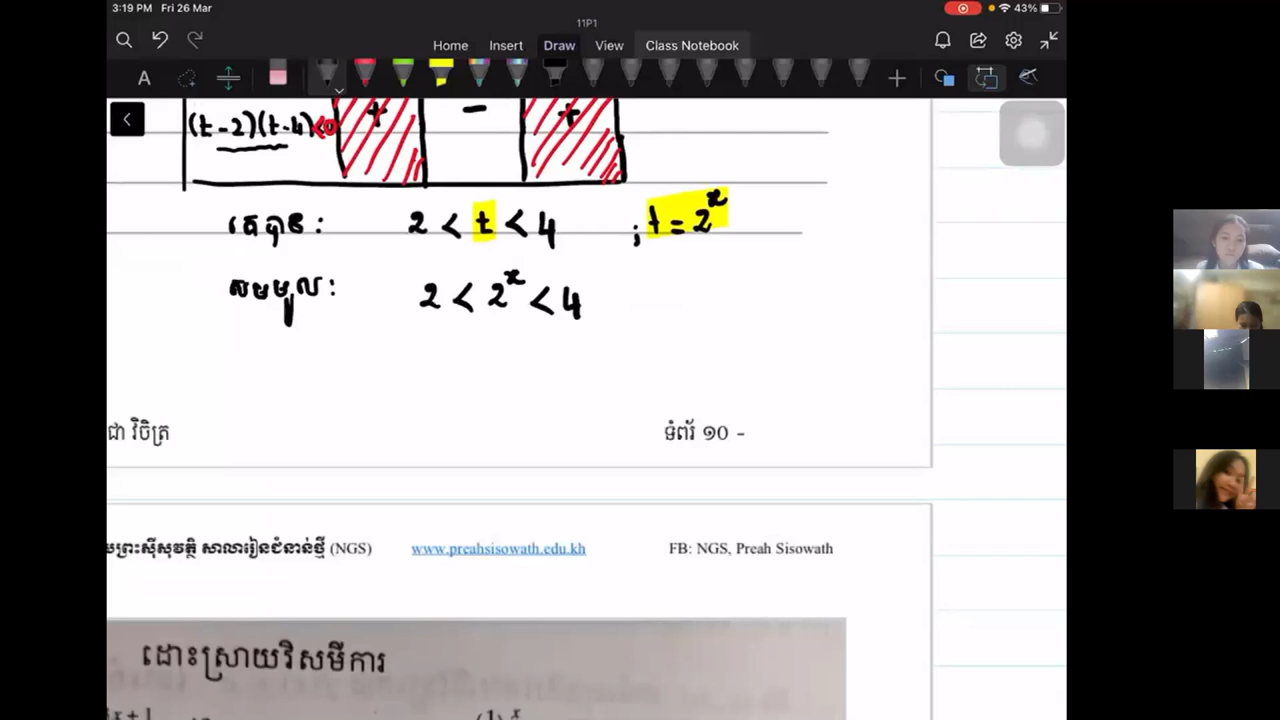 3:19 PM Fri 26 Mar
43%
11P1
Home Insert Draw View Class Notebook
(t-2)(t-4)<0 + - +
គេបាន: 2 < t < 4 ; t = 2^x
សមមូល: 2 < 2^x < 4
ជា វិចិត្រ ទំព័រ ១០ -
ព្រះស៊ីសុវត្ថិ សាលារៀនជំនាន់ថ្មី (NGS) www.preahsisowath.edu.kh FB: NGS, Preah Sisowath
ដោះស្រាយវិសមីការ